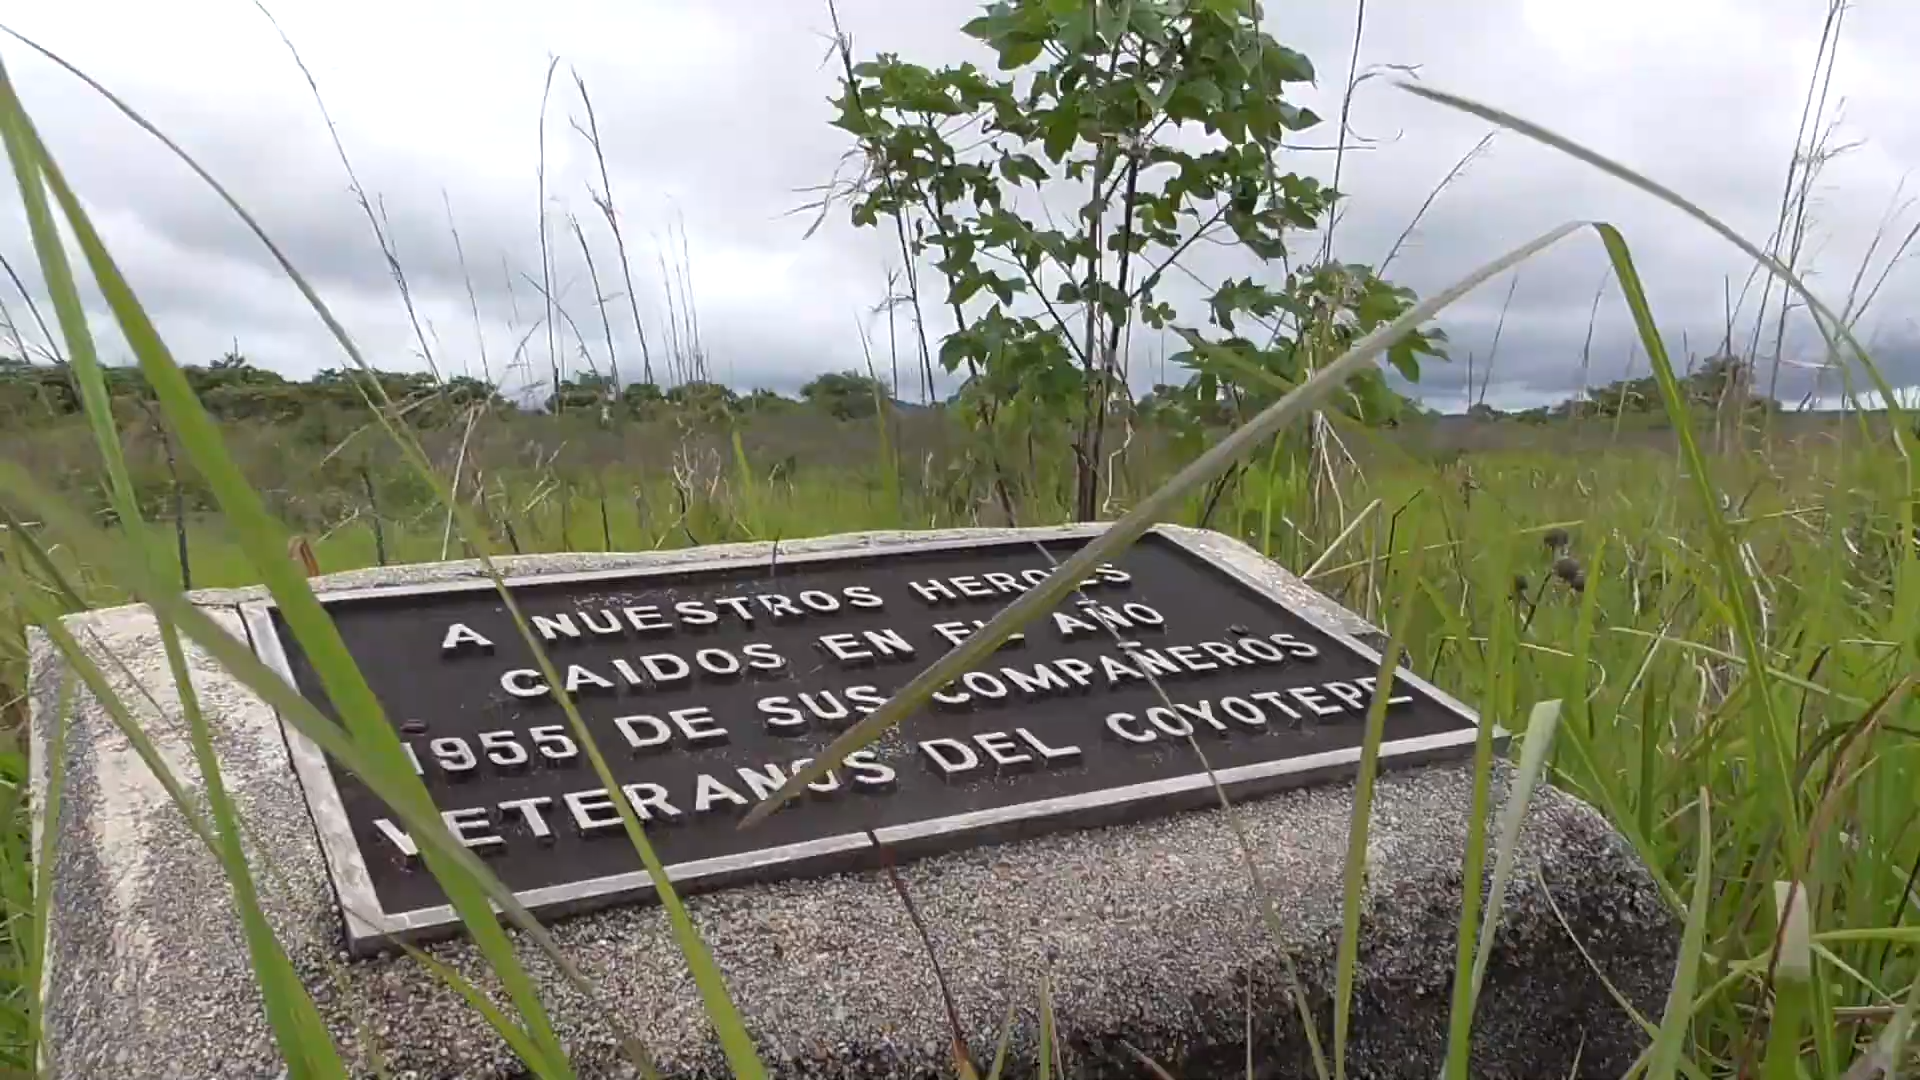 A NUESTROS HEROES
CAIDOS EN EL AÑO
1955 DE SUS COMPAÑEROS
VETERANOS DEL COYOTEPE